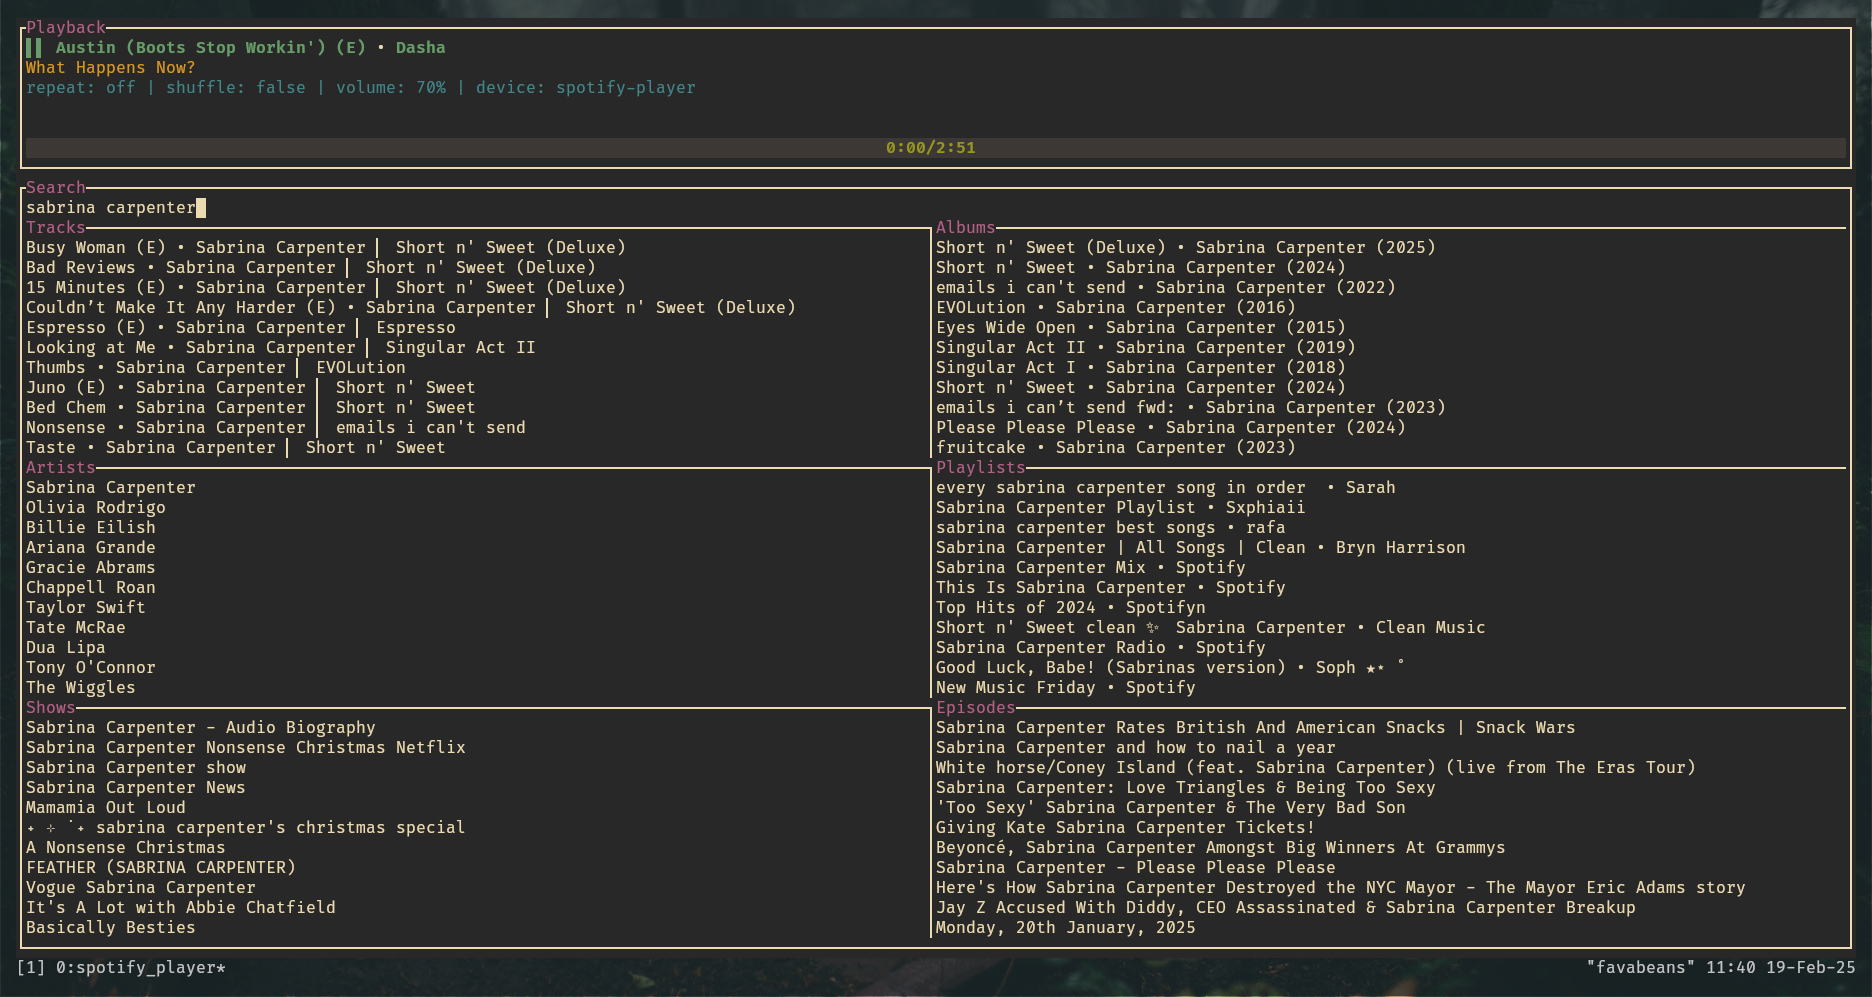 Playback
Austin (Boots Stop Workin') (E) • Dasha
What Happens Now?
repeat: off | shuffle: false | volume: 70% | device: spotify-player
0:00/2:51
Search
sabrina carpenter
Tracks
Busy Woman (E) • Sabrina Carpenter │ Short n' Sweet (Deluxe)
Bad Reviews • Sabrina Carpenter │ Short n' Sweet (Deluxe)
15 Minutes (E) • Sabrina Carpenter │ Short n' Sweet (Deluxe)
Couldn’t Make It Any Harder (E) • Sabrina Carpenter │ Short n' Sweet (Deluxe)
Espresso (E) • Sabrina Carpenter │ Espresso
Looking at Me • Sabrina Carpenter │ Singular Act II
Thumbs • Sabrina Carpenter │ EVOLution
Juno (E) • Sabrina Carpenter │ Short n' Sweet
Bed Chem • Sabrina Carpenter │ Short n' Sweet
Nonsense • Sabrina Carpenter │ emails i can't send
Taste • Sabrina Carpenter │ Short n' Sweet
Albums
Short n' Sweet (Deluxe) • Sabrina Carpenter (2025)
Short n' Sweet • Sabrina Carpenter (2024)
emails i can't send • Sabrina Carpenter (2022)
EVOLution • Sabrina Carpenter (2016)
Eyes Wide Open • Sabrina Carpenter (2015)
Singular Act II • Sabrina Carpenter (2019)
Singular Act I • Sabrina Carpenter (2018)
Short n' Sweet • Sabrina Carpenter (2024)
emails i can’t send fwd: • Sabrina Carpenter (2023)
Please Please Please • Sabrina Carpenter (2024)
fruitcake • Sabrina Carpenter (2023)
Artists
Sabrina Carpenter
Olivia Rodrigo
Billie Eilish
Ariana Grande
Gracie Abrams
Chappell Roan
Taylor Swift
Tate McRae
Dua Lipa
Tony O'Connor
The Wiggles
Playlists
every sabrina carpenter song in order  • Sarah
Sabrina Carpenter Playlist • Sxphiaii
sabrina carpenter best songs • rafa
Sabrina Carpenter | All Songs | Clean • Bryn Harrison
Sabrina Carpenter Mix • Spotify
This Is Sabrina Carpenter • Spotify
Top Hits of 2024 • Spotifyn
Short n' Sweet clean ✨ Sabrina Carpenter • Clean Music
Sabrina Carpenter Radio • Spotify
Good Luck, Babe! (Sabrinas version) • Soph ★⋆ ˚
New Music Friday • Spotify
Shows
Sabrina Carpenter - Audio Biography
Sabrina Carpenter Nonsense Christmas Netflix
Sabrina Carpenter show
Sabrina Carpenter News
Mamamia Out Loud
˖ ⊹ ˙˖ sabrina carpenter's christmas special
A Nonsense Christmas
FEATHER (SABRINA CARPENTER)
Vogue Sabrina Carpenter
It's A Lot with Abbie Chatfield
Basically Besties
Episodes
Sabrina Carpenter Rates British And American Snacks | Snack Wars
Sabrina Carpenter and how to nail a year
White horse/Coney Island (feat. Sabrina Carpenter) (live from The Eras Tour)
Sabrina Carpenter: Love Triangles & Being Too Sexy
'Too Sexy' Sabrina Carpenter & The Very Bad Son
Giving Kate Sabrina Carpenter Tickets!
Beyoncé, Sabrina Carpenter Amongst Big Winners At Grammys
Sabrina Carpenter - Please Please Please
Here's How Sabrina Carpenter Destroyed the NYC Mayor - The Mayor Eric Adams story
Jay Z Accused With Diddy, CEO Assassinated & Sabrina Carpenter Breakup
Monday, 20th January, 2025
[1] 0:spotify_player*
"favabeans" 11:40 19-Feb-25